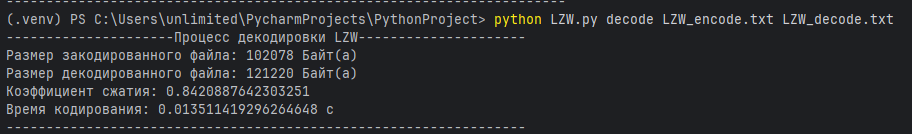 --------------------------------------------------------------------
(.venv) PS C:\Users\unlimited\PycharmProjects\PythonProject> python LZW.py decode LZW_encode.txt LZW_decode.txt
--------------------Процесс декодировки LZW--------------------
Размер закодированного файла: 102078 Байт(а)
Размер декодированного файла: 121220 Байт(а)
Коэффициент сжатия: 0.8420887642303251
Время кодирования: 0.013511419296264648 с
---------------------------------------------------------------